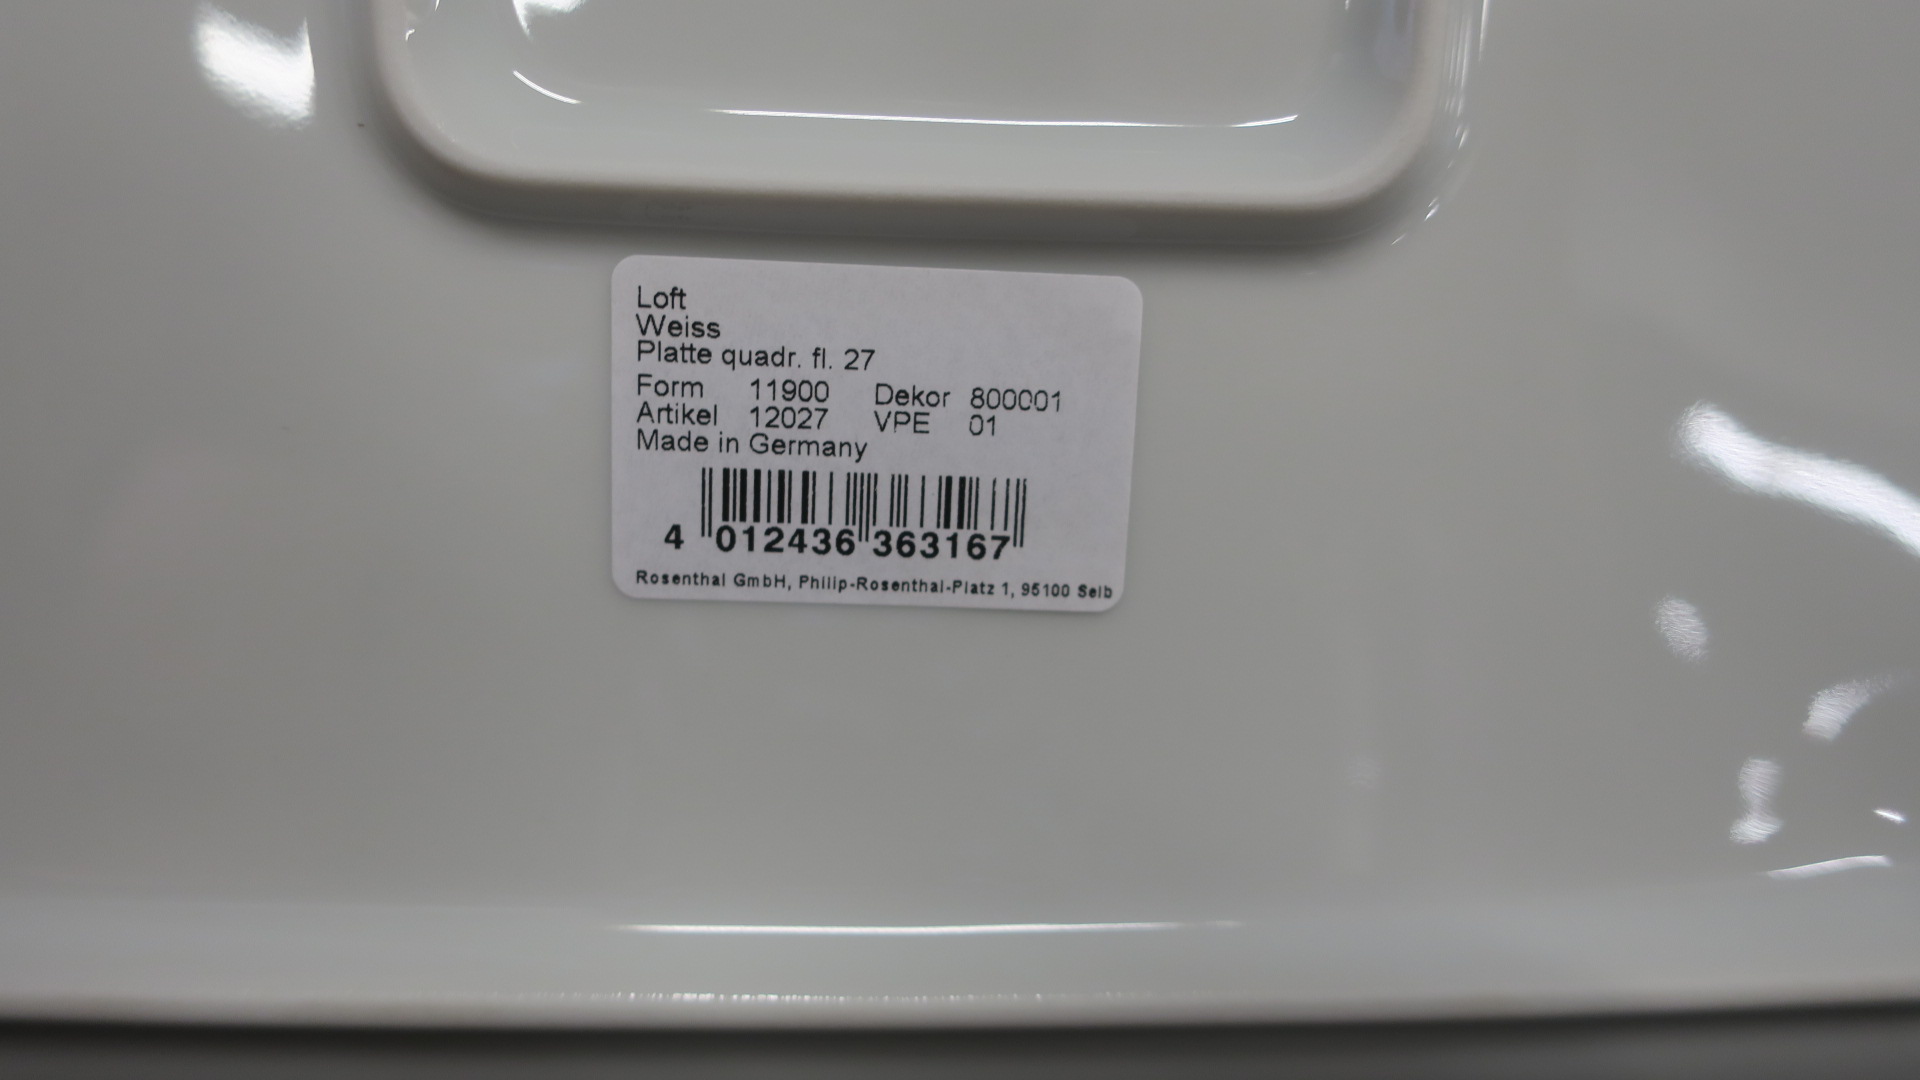 Loft
Weiss
Platte quadr. fl. 27
Form 11900 Dekor 800001
Artikel 12027 VPE 01
Made in Germany
4 012436 363167
Rosenthal GmbH, Philip-Rosenthal-Platz 1, 95100 Selb